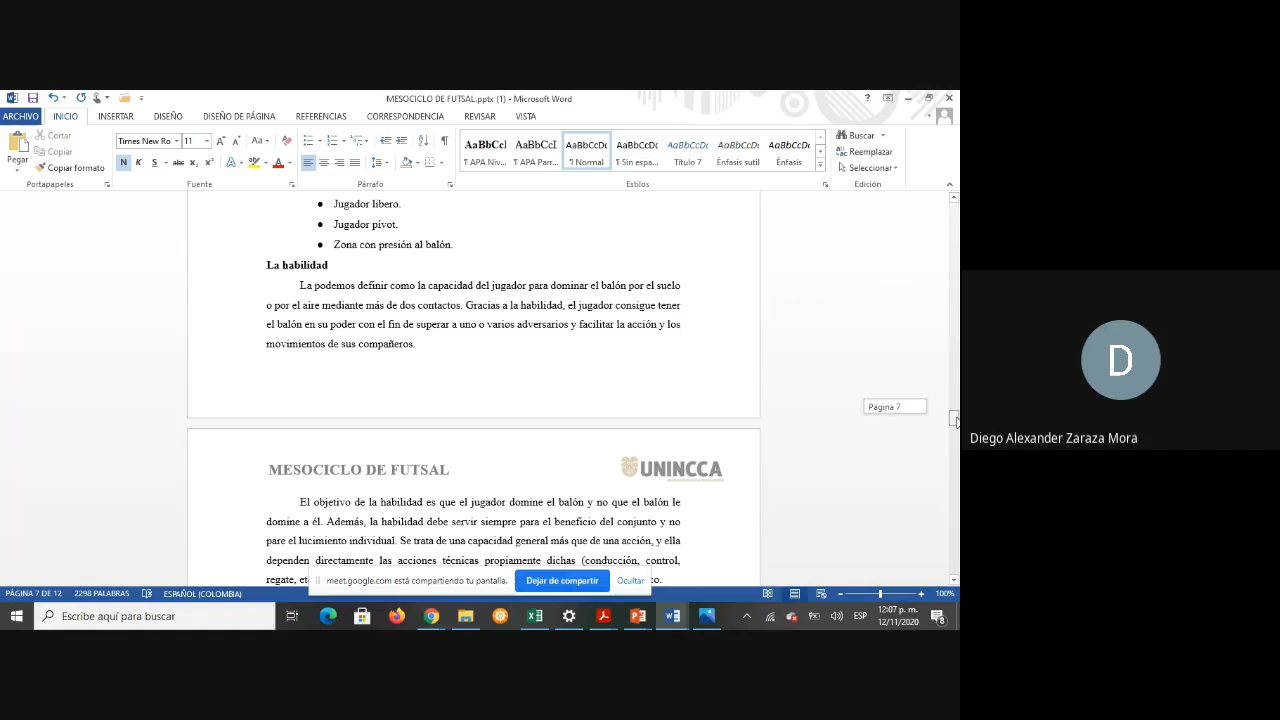 MESOCICLO DE FUTSAL.pptx (1) - Microsoft Word
ARCHIVO INICIO INSERTAR DISEÑO DISEÑO DE PÁGINA REFERENCIAS CORRESPONDENCIA REVISAR VISTA
Pegar
Cortar
Copiar
Copiar formato
Portapapeles
Times New Ro 11
Fuente
Párrafo
AaBbCcI AaBbCcI AaBbCcDc AaBbCcDc AaBbCcDc AaBbCcDc AaBbCcDc
¶ APA Niv... ¶ APA Parr... ¶ Normal ¶ Sin espa... Título 7 Énfasis sutil Énfasis
Estilos
Buscar
Reemplazar
Seleccionar
Edición
● Jugador libero.
● Jugador pívot.
● Zona con presión al balón.
La habilidad
La podemos definir como la capacidad del jugador para dominar el balón por el suelo
o por el aire mediante más de dos contactos. Gracias a la habilidad, el jugador consigue tener
el balón en su poder con el fin de superar a uno o varios adversarios y facilitar la acción y los
movimientos de sus compañeros.
Página 7
MESOCICLO DE FUTSAL
UNINCCA
El objetivo de la habilidad es que el jugador domine el balón y no que el balón le
domine a él. Además, la habilidad debe servir siempre para el beneficio del conjunto y no
pare el lucimiento individual. Se trata de una capacidad general más que de una acción, y ella
dependen directamente las acciones técnicas propiamente dichas (conducción, control,
regate,
meet.google.com está compartiendo tu pantalla. Dejar de compartir Ocultar
PÁGINA 7 DE 12 2298 PALABRAS ESPAÑOL (COLOMBIA) 100%
Escribe aquí para buscar
ESP
12:07 p. m.
12/11/2020
8
D
Diego Alexander Zaraza Mora